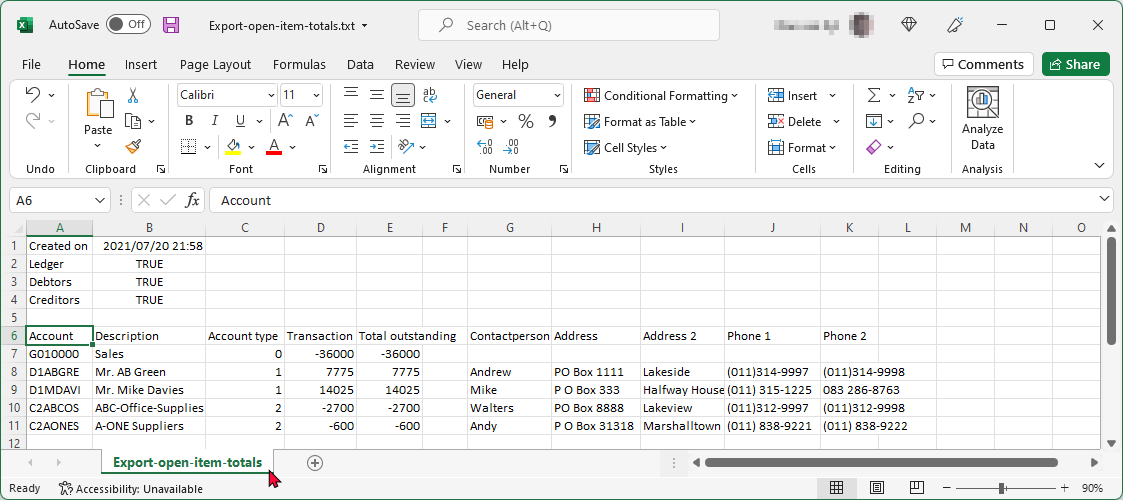 AutoSave Off Export-open-item-totals.txt Search (Alt+Q)
File Home Insert Page Layout Formulas Data Review View Help Comments Share
Calibri 11 ab c General Conditional Formatting Insert
Paste B I U A A % Format as Table Delete Analyze Data
A A .00 .0 Cell Styles Format
Undo Clipboard Font Alignment Number Styles Cells Editing Analysis
A6 fx Account
A B C D E F G H I J K L M N O
1 Created on 2021/07/20 21:58
2 Ledger TRUE
3 Debtors TRUE
4 Creditors TRUE
5
6 Account Description Account type Transaction Total outstanding Contactperson Address Address 2 Phone 1 Phone 2
7 G010000 Sales 0 -36000 -36000
8 D1ABGRE Mr. AB Green 1 7775 7775 Andrew PO Box 1111 Lakeside (011)314-9997 (011)314-9998
9 D1MDAVI Mr. Mike Davies 1 14025 14025 Mike P O Box 333 Halfway House (011) 315-1225 083 286-8763
10 C2ABCOS ABC-Office-Supplies 2 -2700 -2700 Walters PO Box 8888 Lakeview (011)312-9997 (011)312-9998
11 C2AONES A-ONE Suppliers 2 -600 -600 Andy P O Box 31318 Marshalltown (011) 838-9221 (011) 838-9222
12
Export-open-item-totals
Ready Accessibility: Unavailable 90%